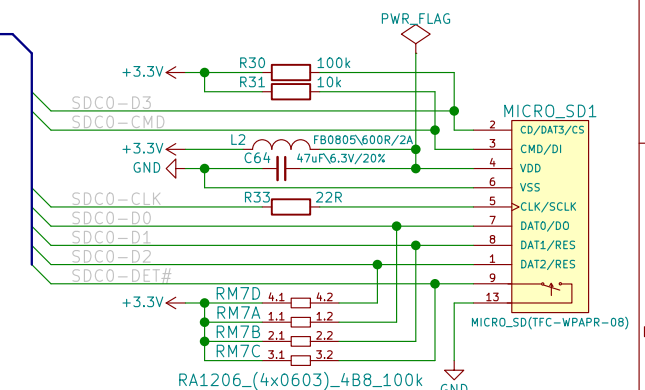 PWR_FLAG
+3.3V R30 100k
R31 10k
SDC0-D3 MICRO_SD1
SDC0-CMD 2 CD/DAT3/CS
+3.3V L2 FB0805\600R/2A 3 CMD/DI
GND C64 47uF\6.3V/20% 4 VDD
6 VSS
SDC0-CLK R33 22R 5 CLK/SCLK
SDC0-D0 7 DAT0/DO
SDC0-D1 8 DAT1/RES
SDC0-D2 1 DAT2/RES
SDC0-DET# 9
+3.3V RM7D 4.1 4.2 13
RM7A 1.1 1.2 MICRO_SD(TFC-WPAPR-08)
RM7B 2.1 2.2
RM7C 3.1 3.2
RA1206_(4x0603)_4B8_100k
GND